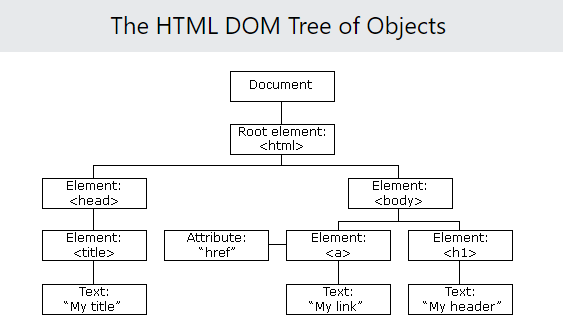 The HTML DOM Tree of Objects
Document
Root element:
<html>
Element:
<head>
Element:
<body>
Element:
<title>
Attribute:
“href”
Element:
<a>
Element:
<h1>
Text:
“My title”
Text:
“My link”
Text:
“My header”